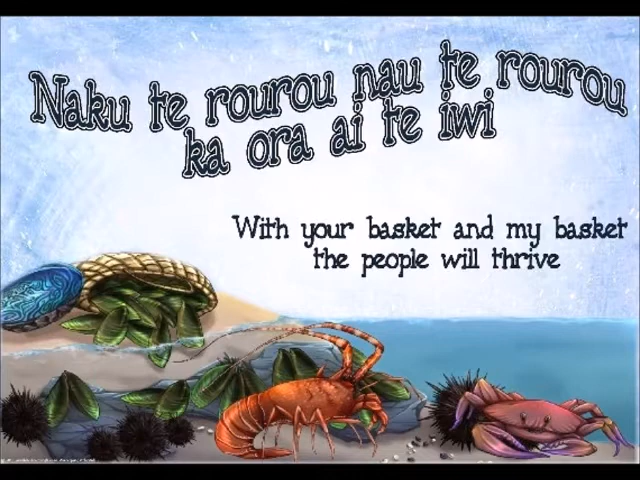 Naku te rourou nau te rourou
ka ora ai te iwi
With your basket and my basket
the people will thrive